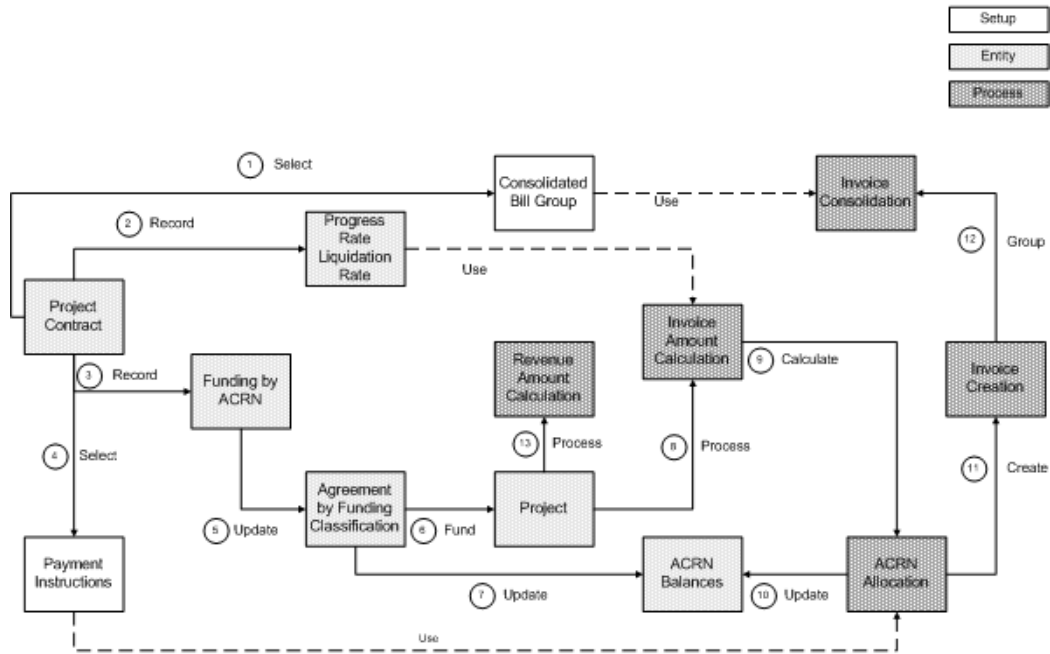 Setup
Entity
Process
1 Select
Consolidated
Bill Group
Use
Invoice
Consolidation
2 Record
Progress
Rate
Liquidation
Rate
Use
12 Group
Project
Contract
Invoice
Amount
Calculation
9 Calculate
3 Record
Funding by
ACRN
Revenue
Amount
Calculation
Invoice
Creation
4 Select
13 Process
8 Process
11 Create
5 Update
Agreement
by Funding
Classification
6 Fund
Project
Payment
Instructions
7 Update
ACRN
Balances
10 Update
ACRN
Allocation
Use